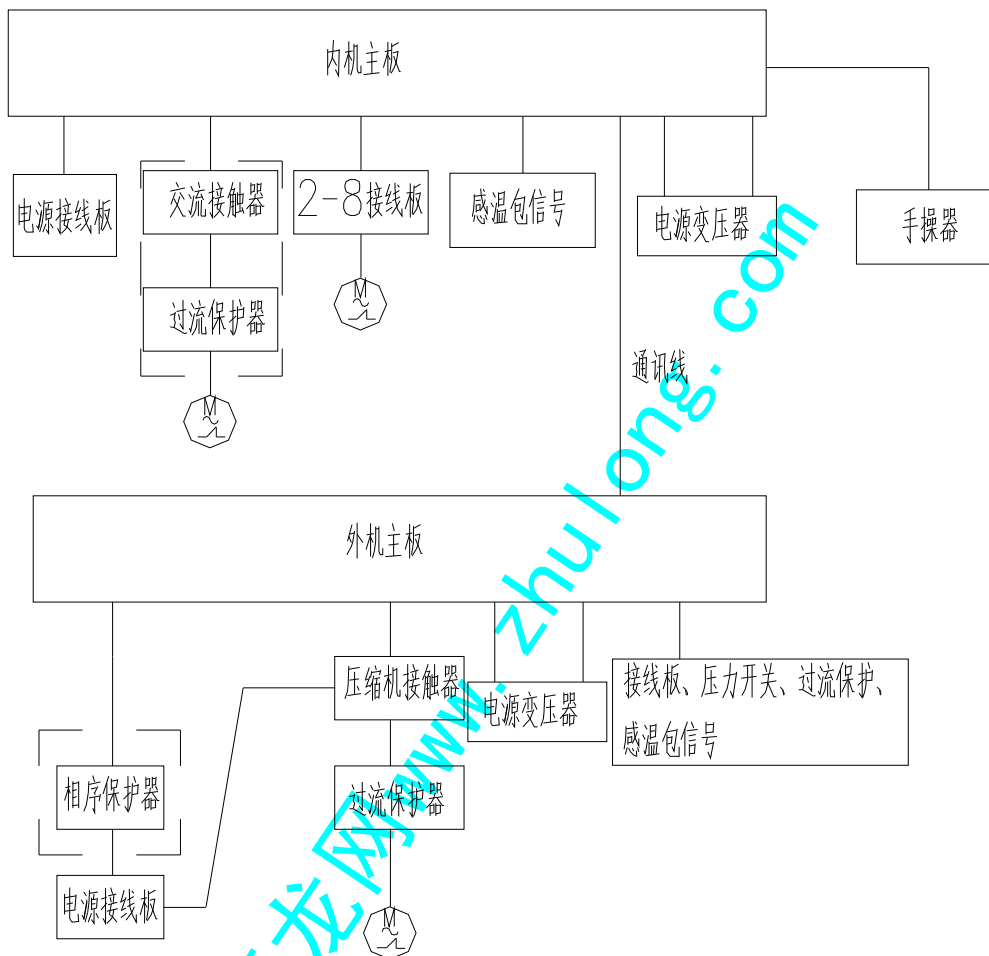 内机主板
电源接线板
交流接触器
2-8接线板
感温包信号
电源变压器
手操器
过流保护器
M
M
通讯线
外机主板
压缩机接触器
电源变压器
接线板、压力开关、过流保护、
感温包信号
相序保护器
过流保护器
电源接线板
M
龙网www.zhulong.com